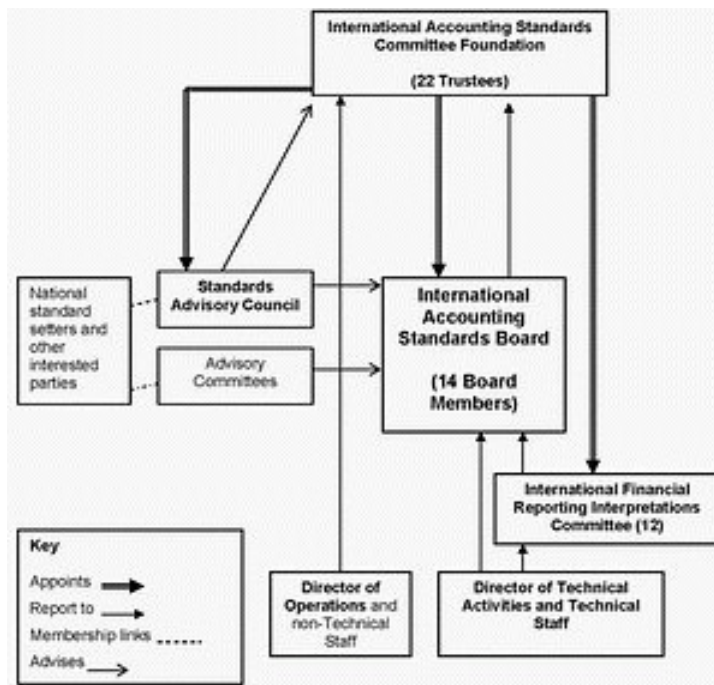 International Accounting Standards
Committee Foundation
(22 Trustees)
National
standard
setters and
other
interested
parties
Standards
Advisory Council
Advisory
Committees
International
Accounting
Standards Board
(14 Board
Members)
International Financial
Reporting Interpretations
Committee (12)
Key
Appoints
Report to
Membership links
Advises
Director of
Operations and
non-Technical
Staff
Director of Technical
Activities and Technical
Staff